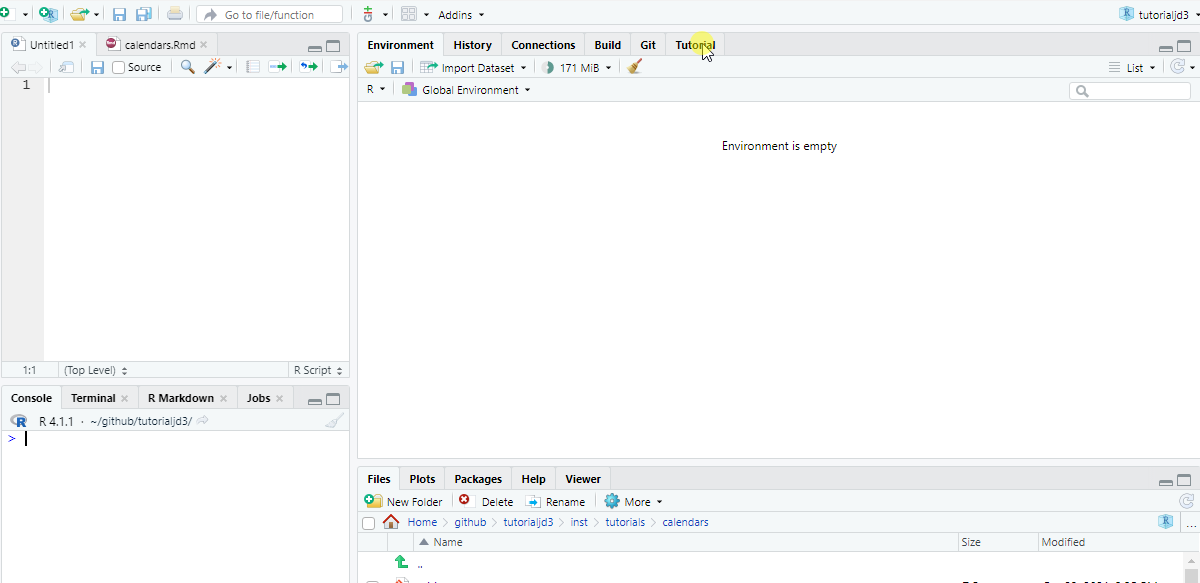 Go to file/function
Addins
tutorialjd3
Untitled1
calendars.Rmd
Source
1
1:1
(Top Level)
R Script
Console
Terminal
R Markdown
Jobs
R 4.1.1 · ~/github/tutorialjd3/
>
Environment
History
Connections
Build
Git
Tutorial
Import Dataset
171 MiB
List
R
Global Environment
Environment is empty
Files
Plots
Packages
Help
Viewer
New Folder
Delete
Rename
More
Home
github
tutorialjd3
inst
tutorials
calendars
...
Name
Size
Modified
..